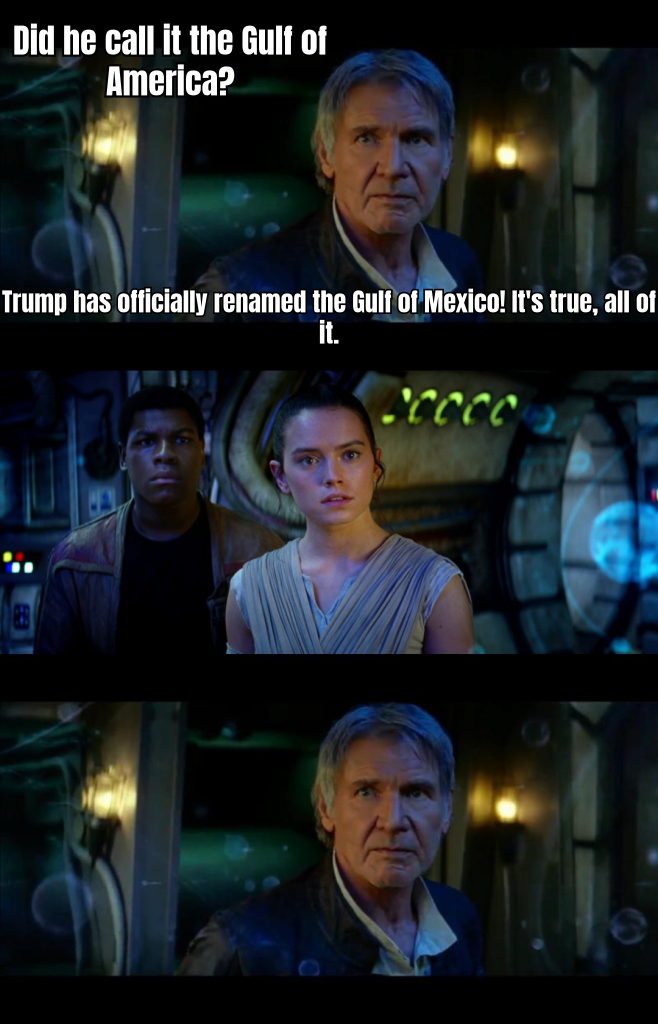 Did he call it the Gulf of
America?
Trump has officially renamed the Gulf of Mexico! It's true, all of
it.